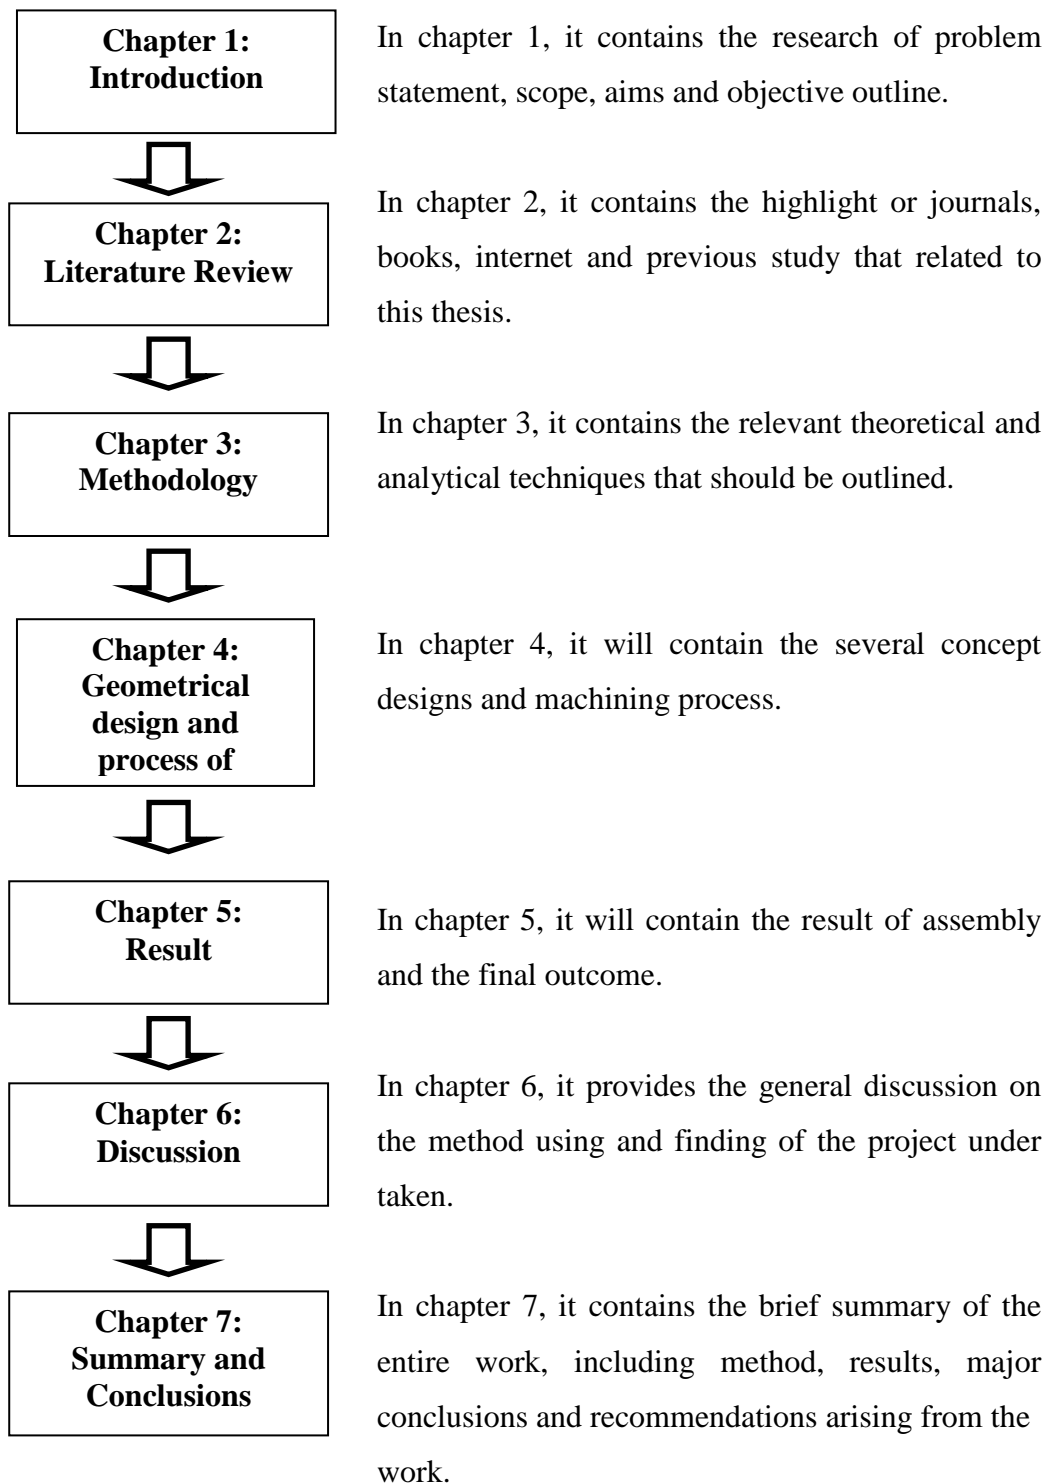 Chapter 1:
Introduction
In chapter 1, it contains the research of problem
statement, scope, aims and objective outline.
Chapter 2:
Literature Review
In chapter 2, it contains the highlight or journals,
books, internet and previous study that related to
this thesis.
Chapter 3:
Methodology
In chapter 3, it contains the relevant theoretical and
analytical techniques that should be outlined.
Chapter 4:
Geometrical
design and
process of
In chapter 4, it will contain the several concept
designs and machining process.
Chapter 5:
Result
In chapter 5, it will contain the result of assembly
and the final outcome.
Chapter 6:
Discussion
In chapter 6, it provides the general discussion on
the method using and finding of the project under
taken.
Chapter 7:
Summary and
Conclusions
In chapter 7, it contains the brief summary of the
entire work, including method, results, major
conclusions and recommendations arising from the
work.